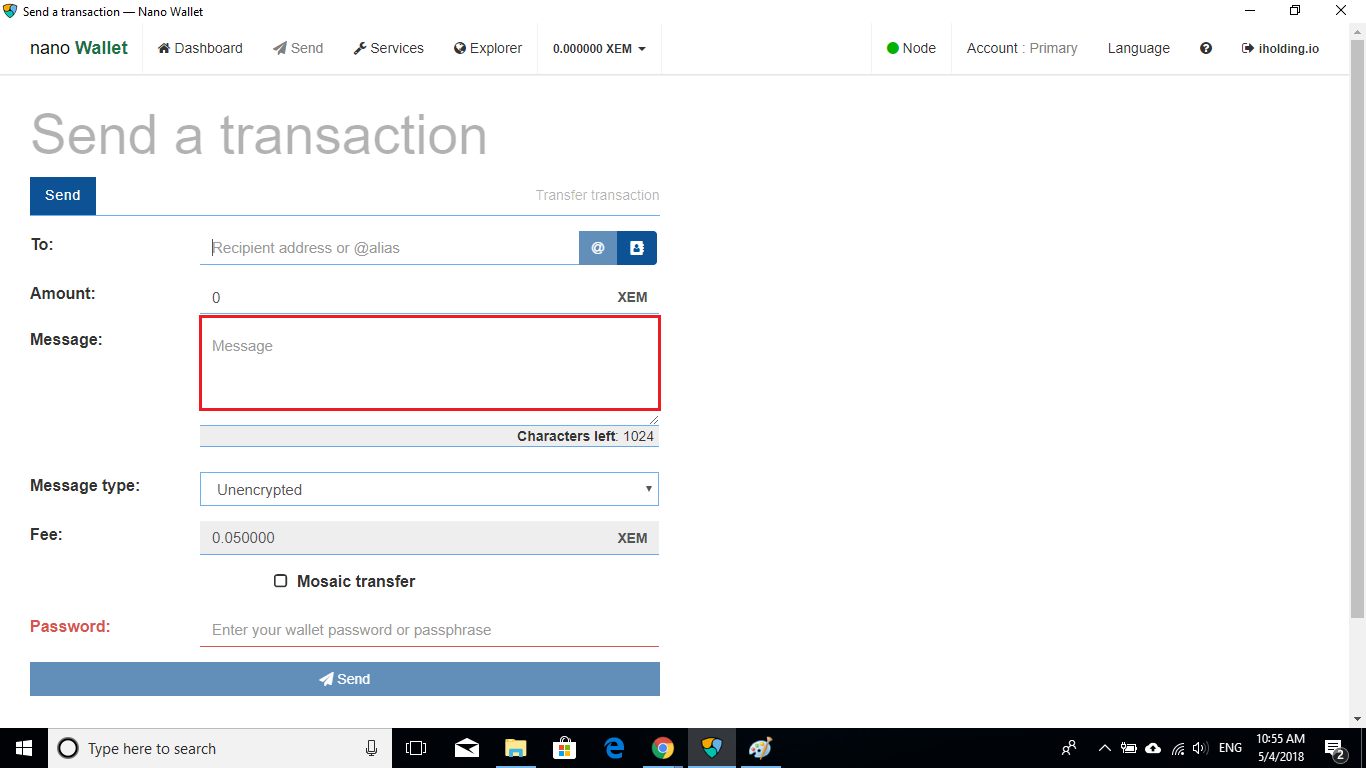 Send a transaction — Nano Wallet
nano Wallet Dashboard Send Services Explorer 0.000000 XEM Node Account : Primary Language iholding.io
Send a transaction
Send Transfer transaction
To: Recipient address or @alias @
Amount: 0 XEM
Message: Message
Characters left: 1024
Message type: Unencrypted
Fee: 0.050000 XEM
Mosaic transfer
Password: Enter your wallet password or passphrase
Send
Type here to search ENG 10:55 AM
5/4/2018 2